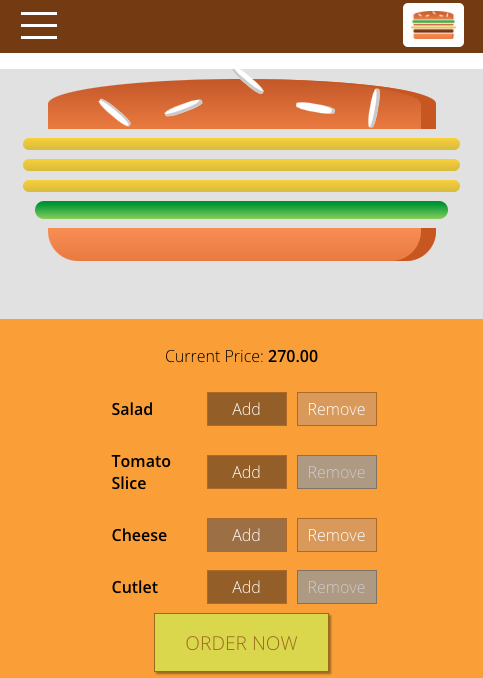 Current Price: 270.00
Salad Add Remove
Tomato
Slice Add Remove
Cheese Add Remove
Cutlet Add Remove
ORDER NOW